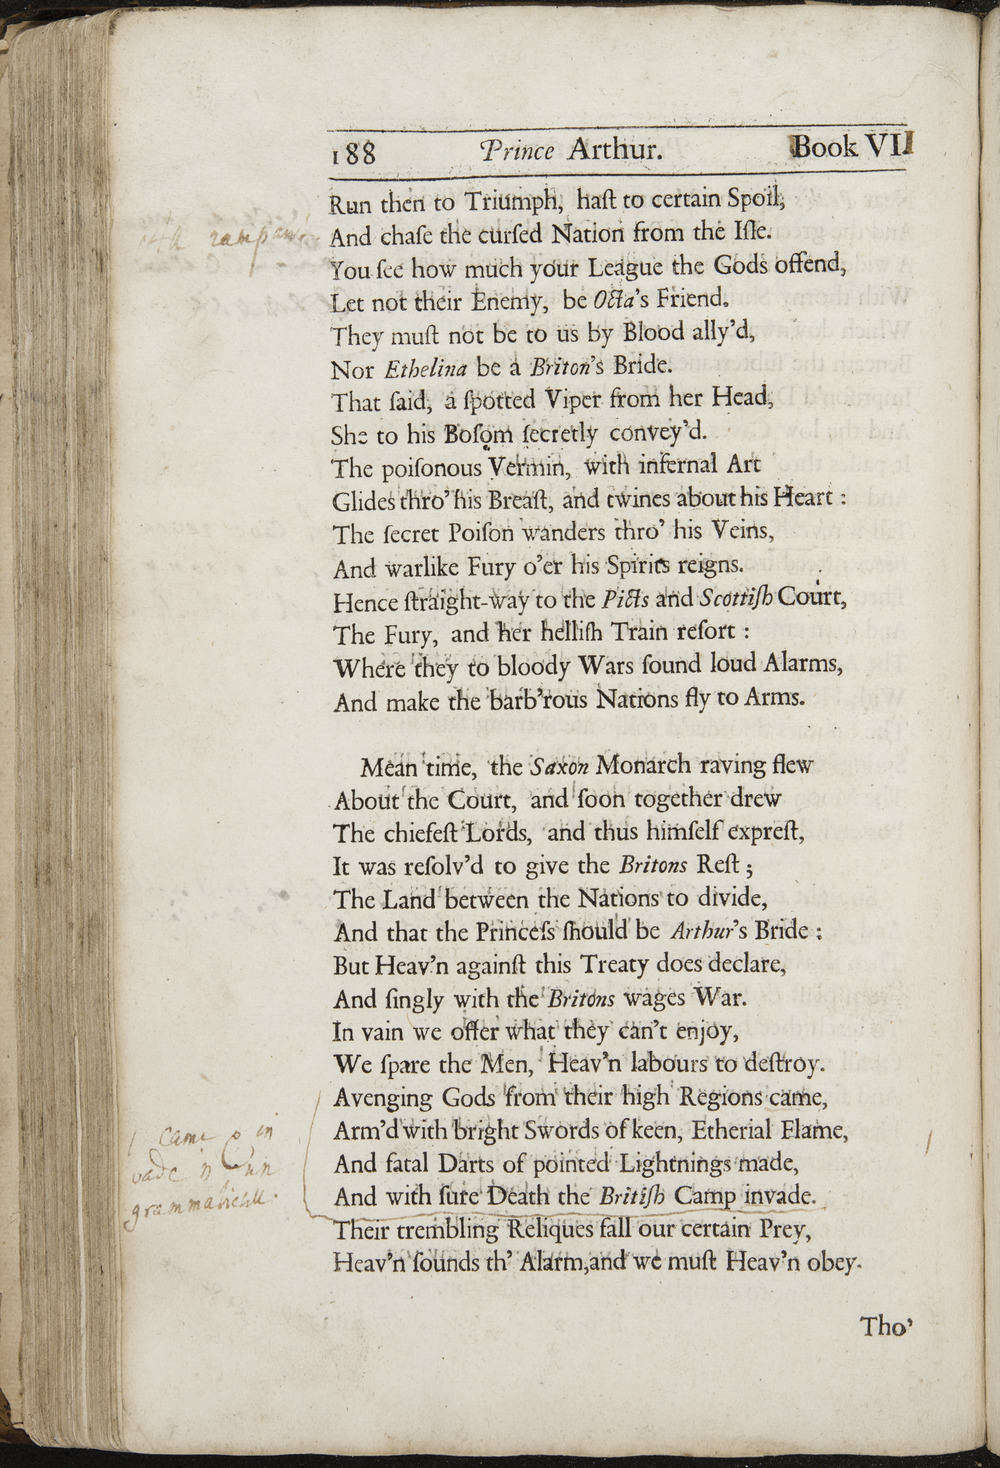 188 Prince Arthur. Book VII
Run then to Triumph, haſt to certain Spoil,
And chaſe the curſed Nation from the Iſle.
You ſee how much your League the Gods offend,
Let not their Enemy, be Octa's Friend.
They muſt not be to us by Blood ally'd,
Nor Ethelina be a Briton's Bride.
That ſaid, a ſpotted Viper from her Head,
She to his Boſom ſecretly convey'd.
The poiſonous Vermin, with infernal Art
Glides thro' his Breaſt, and twines about his Heart :
The ſecret Poiſon wanders thro' his Veins,
And warlike Fury o'er his Spirits reigns.
Hence ſtraight-way to the Picts and Scottiſh Court,
The Fury, and her helliſh Train reſort :
Where they to bloody Wars ſound loud Alarms,
And make the barb'rous Nations fly to Arms.
Mean time, the Saxon Monarch raving flew
About the Court, and ſoon together drew
The chiefeſt Lords, and thus himſelf expreſt,
It was reſolv'd to give the Britons Reſt ;
The Land between the Nations to divide,
And that the Princeſs ſhould be Arthur's Bride :
But Heav'n againſt this Treaty does declare,
And ſingly with the Britons wages War.
In vain we offer what they can't enjoy,
We ſpare the Men, Heav'n labours to deſtroy.
Avenging Gods from their high Regions came,
Arm'd with bright Swords of keen, Etherial Flame,
And fatal Darts of pointed Lightnings made,
And with ſure Death the Britiſh Camp invade.
Their trembling Reliques fall our certain Prey,
Heav'n ſounds th' Alarm,and we muſt Heav'n obey.
came in
vade un
grammaticall.
Tho'